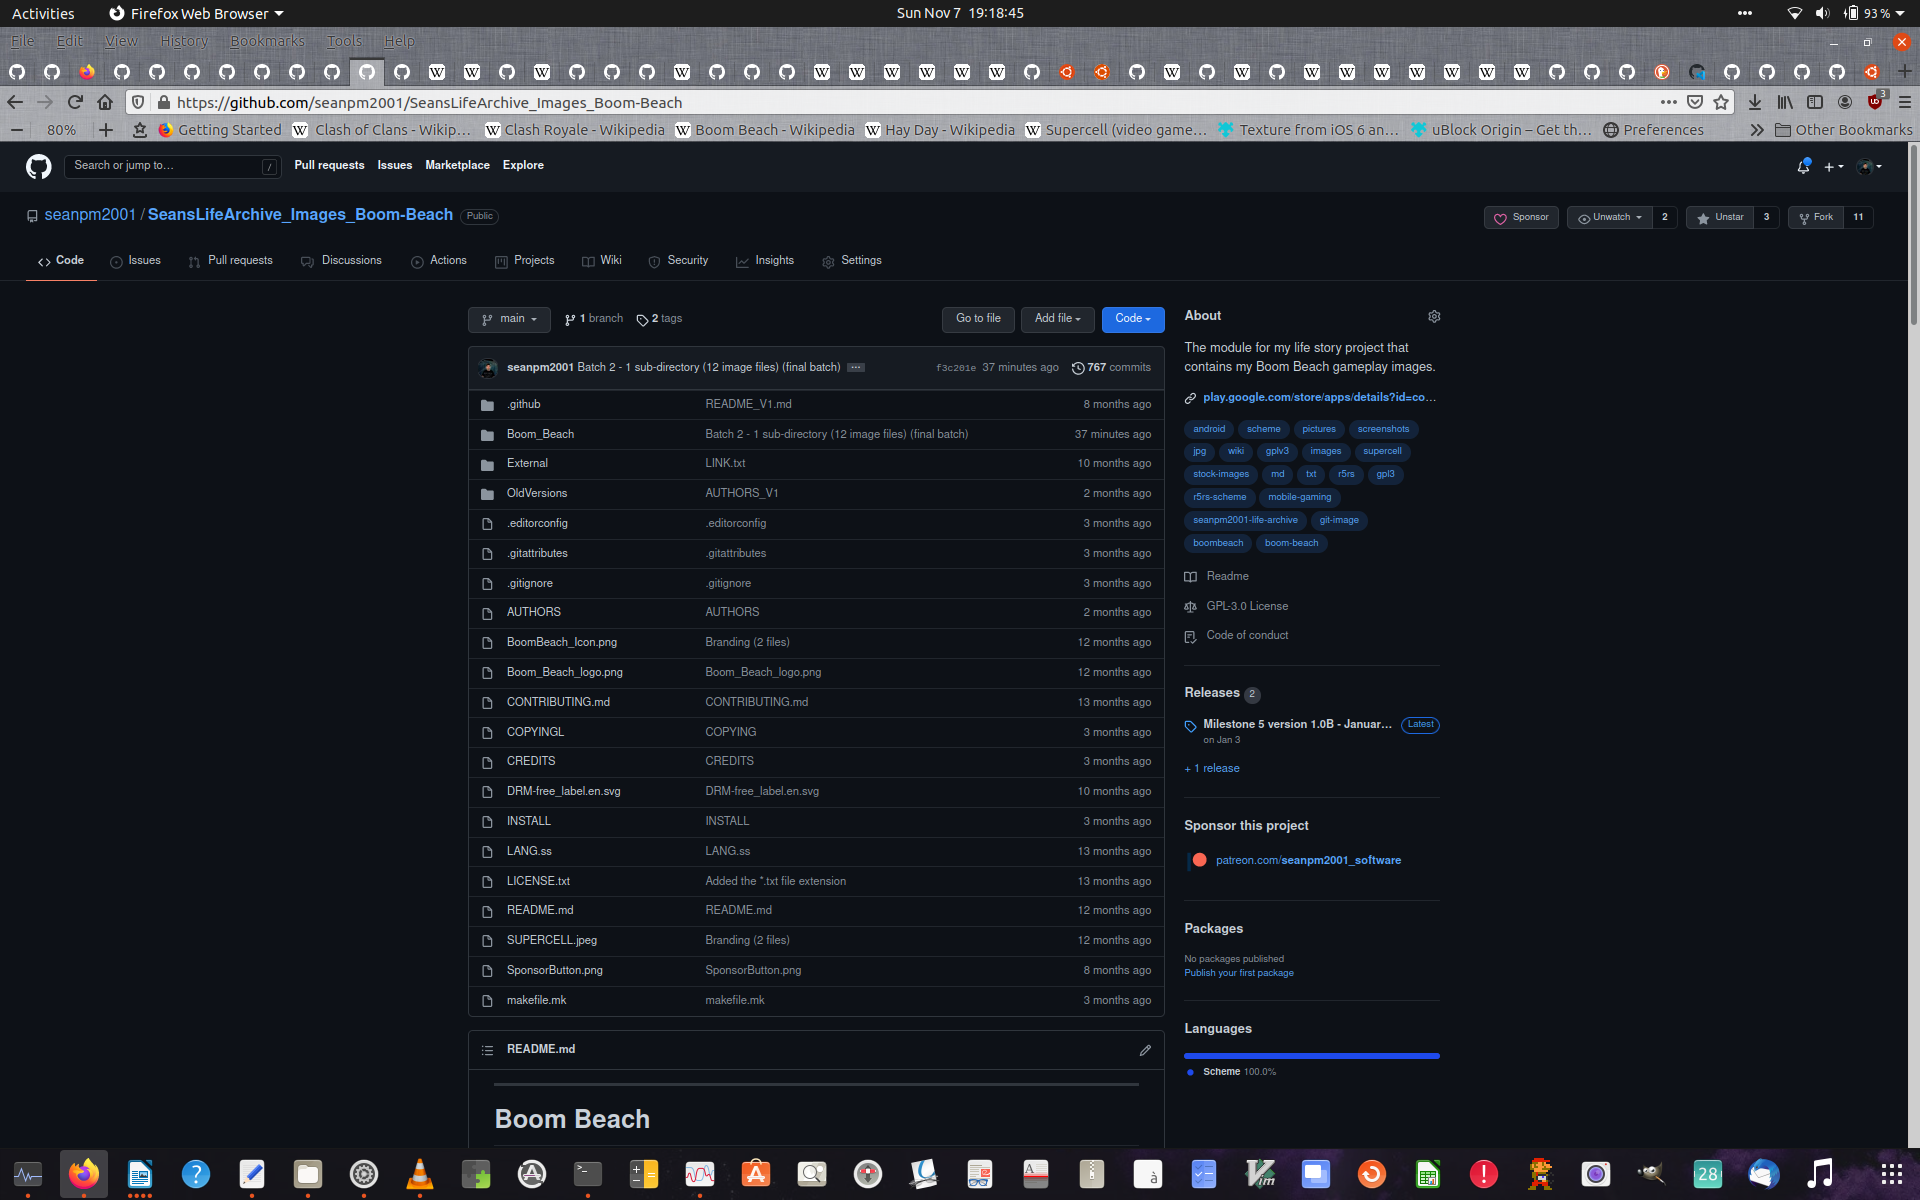 Activities Firefox Web Browser Sun Nov 7 19:18:45 93 %
File Edit View History Bookmarks Tools Help
https://github.com/seanpm2001/SeansLifeArchive_Images_Boom-Beach 3
80% Getting Started Clash of Clans - Wikip… Clash Royale - Wikipedia Boom Beach - Wikipedia Hay Day - Wikipedia Supercell (video game… Texture from iOS 6 an… uBlock Origin – Get th… Preferences Other Bookmarks
Search or jump to… / Pull requests Issues Marketplace Explore
seanpm2001 / SeansLifeArchive_Images_Boom-Beach Public Sponsor Unwatch 2 Unstar 3 Fork 11
Code Issues Pull requests Discussions Actions Projects Wiki Security Insights Settings
main 1 branch 2 tags Go to file Add file Code
seanpm2001 Batch 2 - 1 sub-directory (12 image files) (final batch) ... f3c201e 37 minutes ago 767 commits
.github README_V1.md 8 months ago
Boom_Beach Batch 2 - 1 sub-directory (12 image files) (final batch) 37 minutes ago
External LINK.txt 10 months ago
OldVersions AUTHORS_V1 2 months ago
.editorconfig .editorconfig 3 months ago
.gitattributes .gitattributes 3 months ago
.gitignore .gitignore 3 months ago
AUTHORS AUTHORS 2 months ago
BoomBeach_Icon.png Branding (2 files) 12 months ago
Boom_Beach_logo.png Boom_Beach_logo.png 12 months ago
CONTRIBUTING.md CONTRIBUTING.md 13 months ago
COPYINGL COPYING 3 months ago
CREDITS CREDITS 3 months ago
DRM-free_label.en.svg DRM-free_label.en.svg 10 months ago
INSTALL INSTALL 3 months ago
LANG.ss LANG.ss 13 months ago
LICENSE.txt Added the *.txt file extension 13 months ago
README.md README.md 12 months ago
SUPERCELL.jpeg Branding (2 files) 12 months ago
SponsorButton.png SponsorButton.png 8 months ago
makefile.mk makefile.mk 3 months ago
README.md
Boom Beach
About
The module for my life story project that
contains my Boom Beach gameplay images.
play.google.com/store/apps/details?id=co…
android scheme pictures screenshots
jpg wiki gplv3 images supercell
stock-images md txt r5rs gpl3
r5rs-scheme mobile-gaming
seanpm2001-life-archive git-image
boombeach boom-beach
Readme
GPL-3.0 License
Code of conduct
Releases 2
Milestone 5 version 1.0B - Januar… Latest
on Jan 3
+ 1 release
Sponsor this project
patreon.com/seanpm2001_software
Packages
No packages published
Publish your first package
Languages
Scheme 100.0%
28